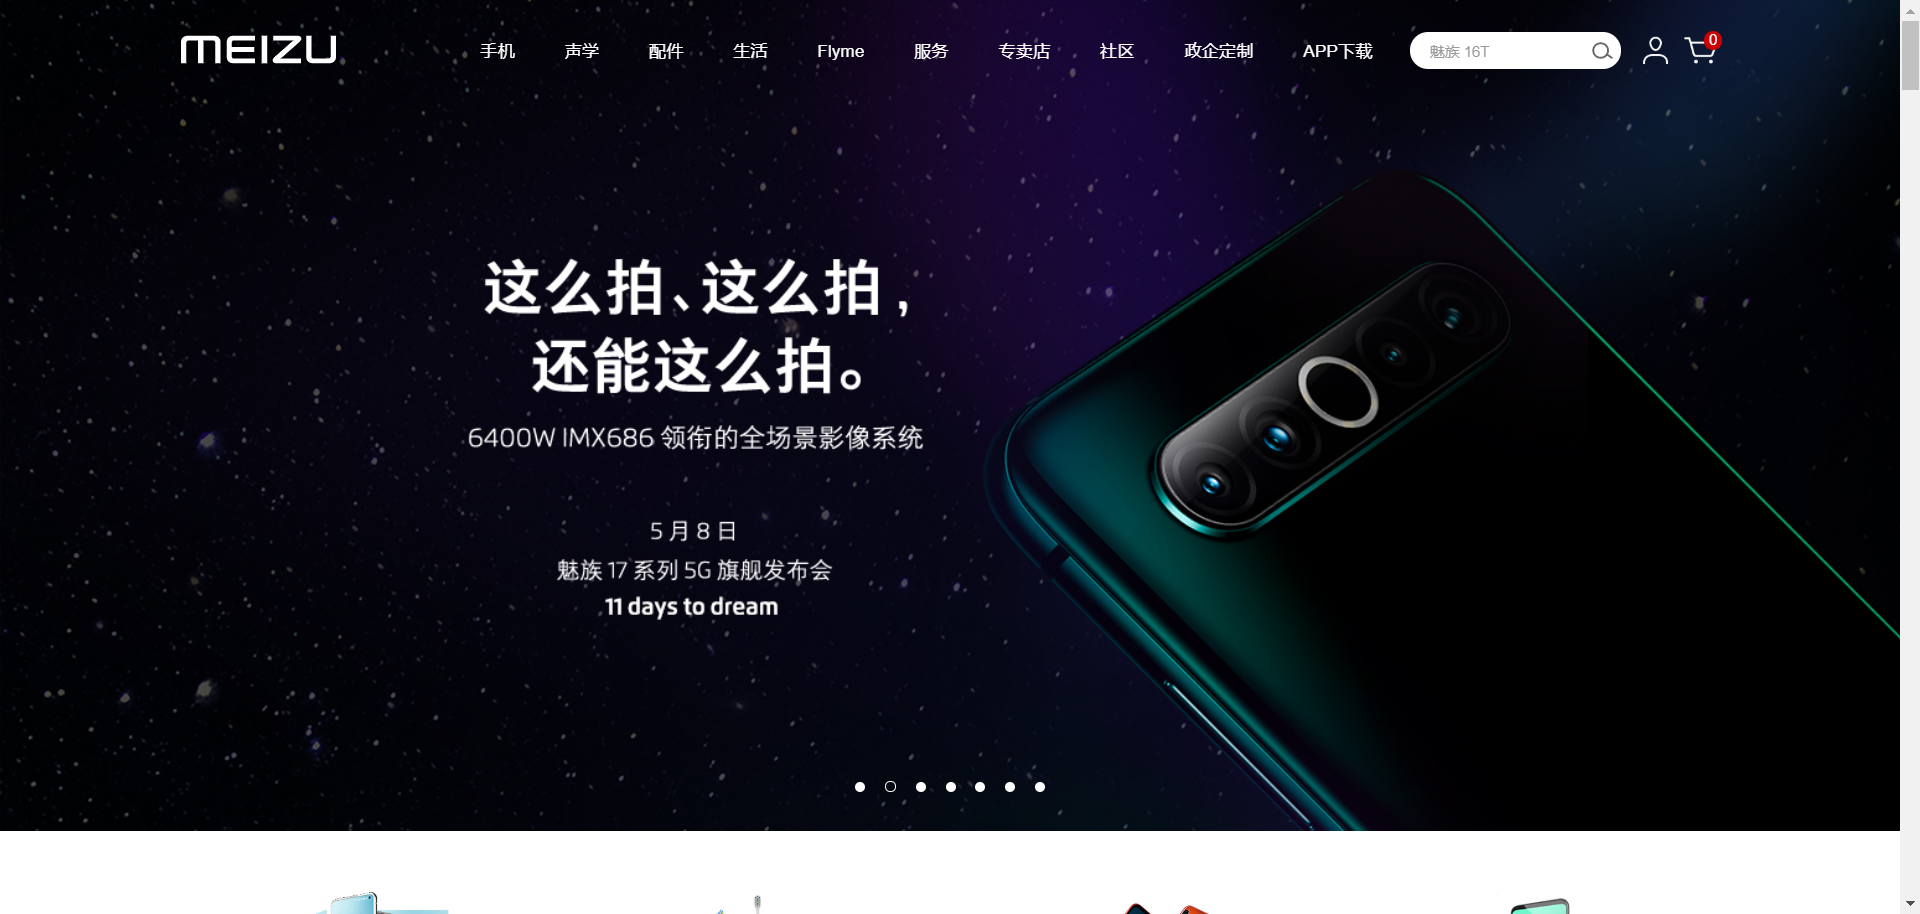 MEIZU
手机 声学 配件 生活 Flyme 服务 专卖店 社区 政企定制 APP下载 魅族 16T 0
这么拍、这么拍，
还能这么拍。
6400W IMX686 领衔的全场景影像系统
5 月 8 日
魅族 17 系列 5G 旗舰发布会
11 days to dream